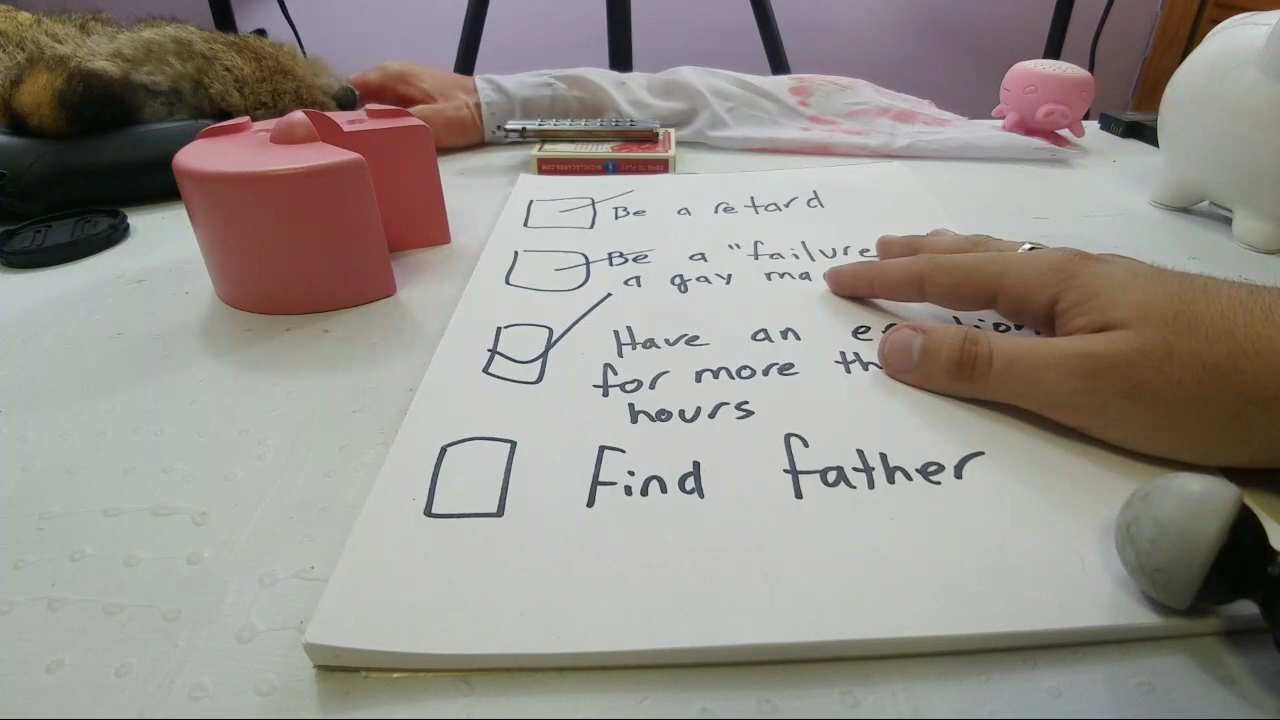 Be a retard
Be a "failure
a gay ma
Have an
for more th
hours
Find father